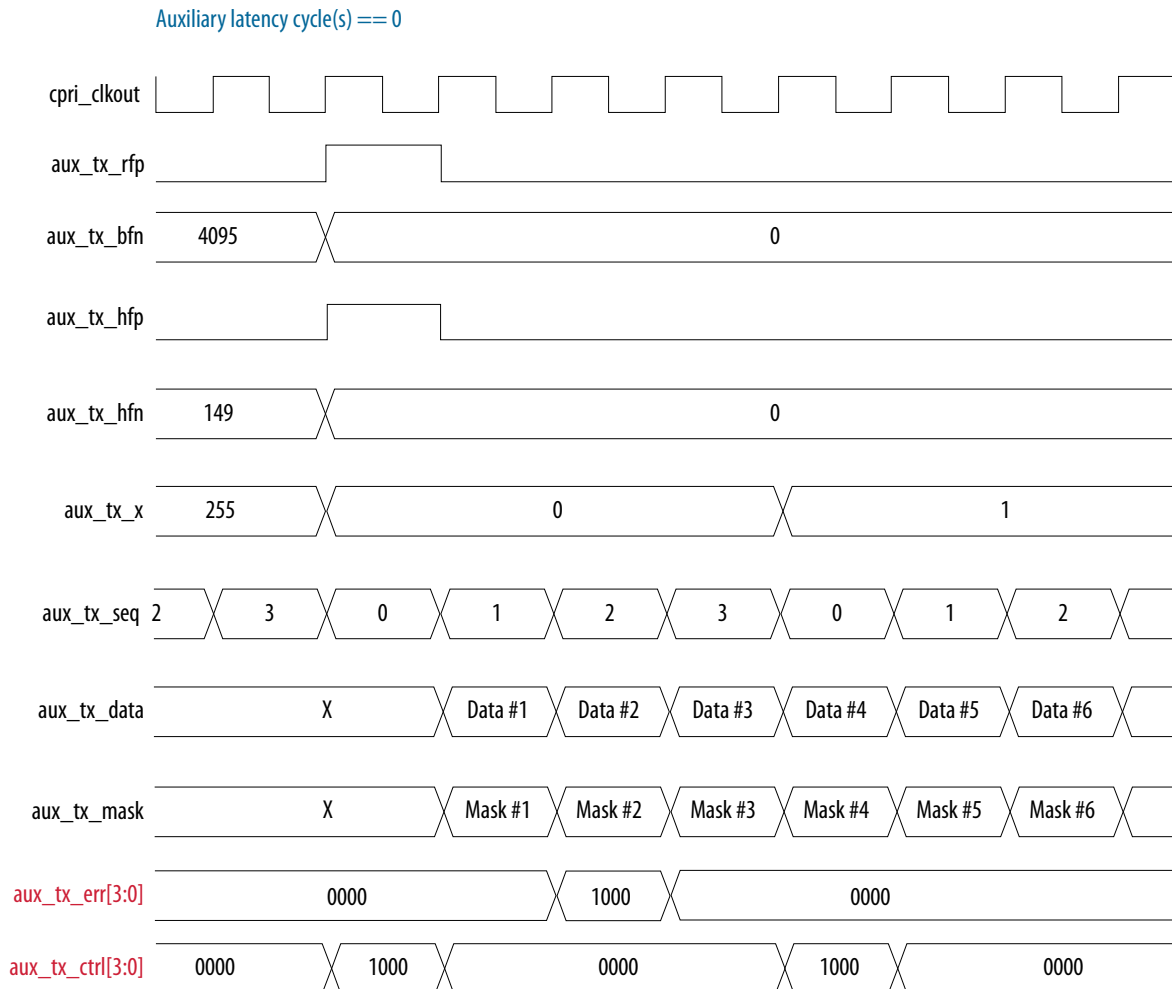 Auxiliary latency cycle(s) == 0
cpri_clkout
aux_tx_rfp
aux_tx_bfn 4095 0
aux_tx_hfp
aux_tx_hfn 149 0
aux_tx_x 255 0 1
aux_tx_seq 2 3 0 1 2 3 0 1 2
aux_tx_data X Data #1 Data #2 Data #3 Data #4 Data #5 Data #6
aux_tx_mask X Mask #1 Mask #2 Mask #3 Mask #4 Mask #5 Mask #6
aux_tx_err[3:0] 0000 1000 0000
aux_tx_ctrl[3:0] 0000 1000 0000 1000 0000